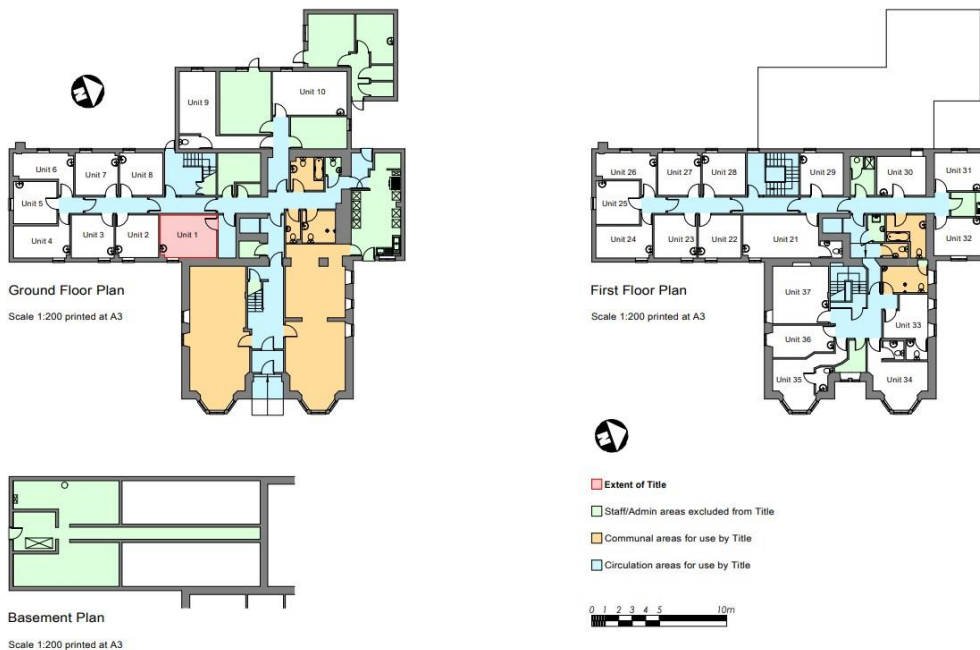 Unit 9
Unit 10
Unit 6
Unit 7
Unit 8
Unit 5
Unit 4
Unit 3
Unit 2
Unit 1
Ground Floor Plan
Scale 1:200 printed at A3
N
Unit 26
Unit 27
Unit 28
Unit 29
Unit 30
Unit 31
Unit 25
Unit 24
Unit 23
Unit 22
Unit 21
Unit 32
Unit 37
Unit 33
Unit 36
Unit 35
Unit 34
First Floor Plan
Scale 1:200 printed at A3
N
Extent of Title
Staff/Admin areas excluded from Title
Communal areas for use by Title
Circulation areas for use by Title
0 1 2 3 4 5 10m
Basement Plan
Scale 1:200 printed at A3